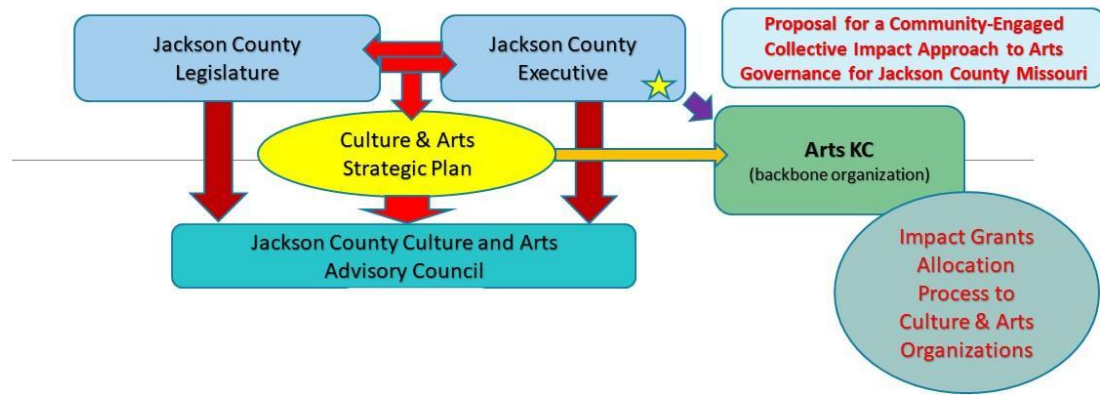 Jackson County
Legislature
Jackson County
Executive
Proposal for a Community-Engaged
Collective Impact Approach to Arts
Governance for Jackson County Missouri
Culture & Arts
Strategic Plan
Arts KC
(backbone organization)
Jackson County Culture and Arts
Advisory Council
Impact Grants
Allocation
Process to
Culture & Arts
Organizations